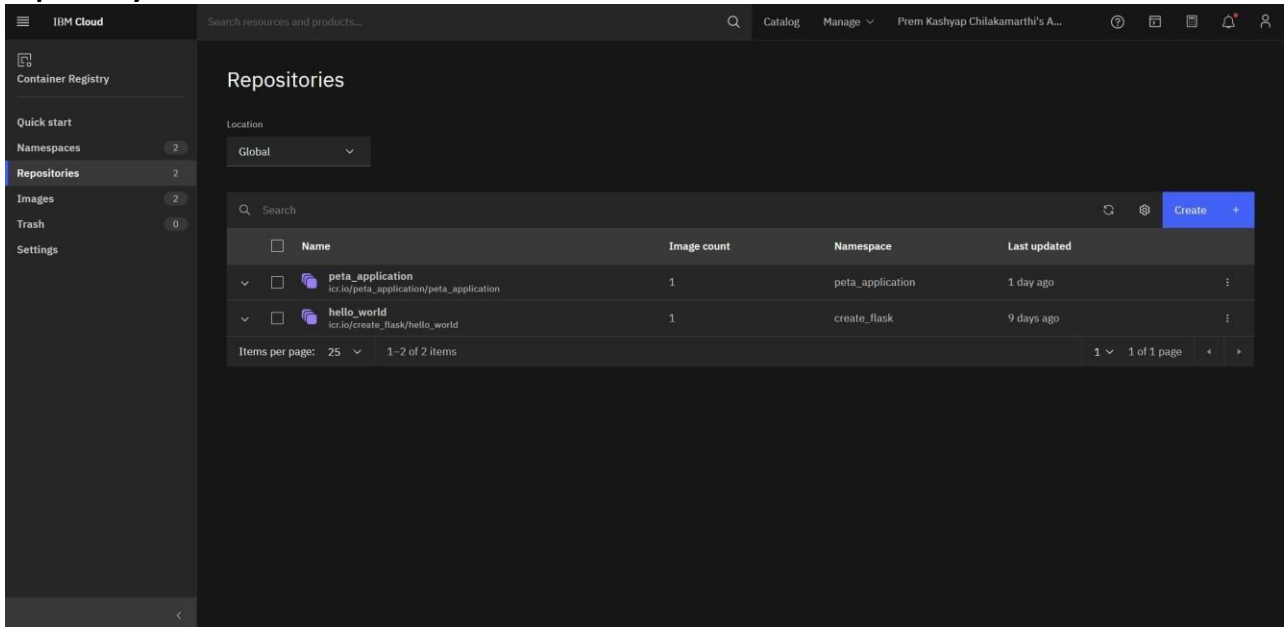 IBM Cloud
Search resources and products...
Catalog
Manage
Prem Kashyap Chilakamarthi's A...
Container Registry
Quick start
Namespaces 2
Repositories 2
Images 2
Trash 0
Settings
Repositories
Location
Global
Search
Create +
Name Image count Namespace Last updated
peta_application 1 peta_application 1 day ago
icr.io/peta_application/peta_application
hello_world 1 create_flask 9 days ago
icr.io/create_flask/hello_world
Items per page: 25 1–2 of 2 items 1 1 of 1 page